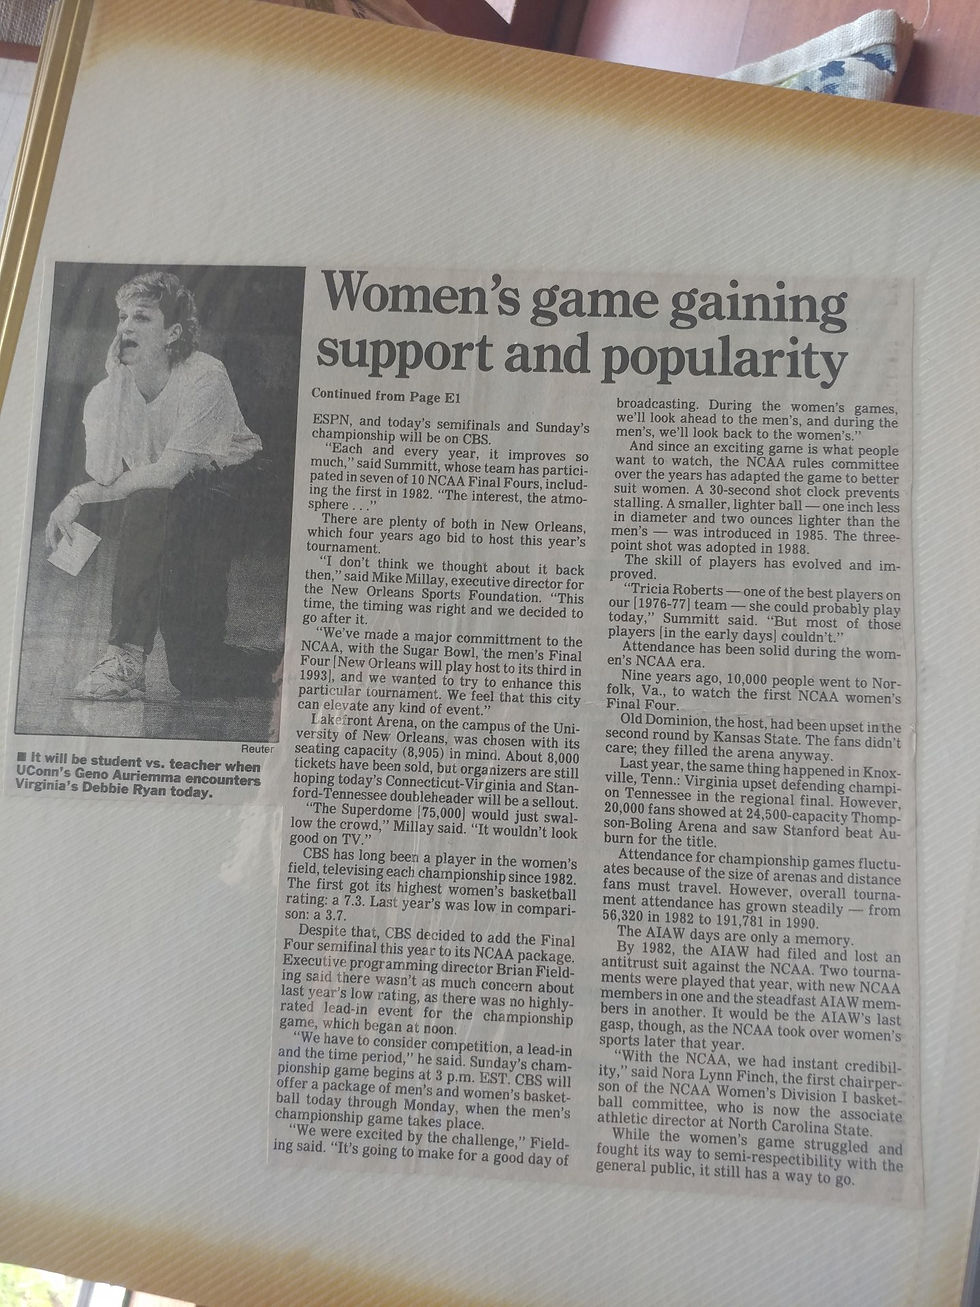 Women's game gaining
support and popularity
Continued from Page E1
ESPN, and today's semifinals and Sunday's
championship will be on CBS.
"Each and every year, it improves so
much," said Summitt, whose team has partici-
pated in seven of 10 NCAA Final Fours, includ-
ing the first in 1982. "The interest, the atmo-
sphere . . ."
There are plenty of both in New Orleans,
which four years ago bid to host this year's
tournament.
"I don't think we thought about it back
then," said Mike Millay, executive director for
the New Orleans Sports Foundation. "This
time, the timing was right and we decided to
go after it.
"We've made a major committment to the
NCAA, with the Sugar Bowl, the men's Final
Four [New Orleans will play host to its third in
1993], and we wanted to try to enhance this
particular tournament. We feel that this city
can elevate any kind of event."
Lakefront Arena, on the campus of the Uni-
versity of New Orleans, was chosen with its
seating capacity (8,905) in mind. About 8,000
tickets have been sold, but organizers are still
hoping today's Connecticut-Virginia and Stan-
ford-Tennessee doubleheader will be a sellout.
"The Superdome [75,000] would just swal-
low the crowd," Millay said. "It wouldn't look
good on TV."
CBS has long been a player in the women's
field, televising each championship since 1982.
The first got its highest women's basketball
rating: a 7.3. Last year's was low in compari-
son: a 3.7.
Despite that, CBS decided to add the Final
Four semifinal this year to its NCAA package.
Executive programming director Brian Field-
ing said there wasn't as much concern about
last year's low rating, as there was no highly-
rated lead-in event for the championship
game, which began at noon.
"We have to consider competition, a lead-in
and the time period," he said. Sunday's cham-
pionship game begins at 3 p.m. EST. CBS will
offer a package of men's and women's basket-
ball today through Monday, when the men's
championship game takes place.
"We were excited by the challenge," Field-
ing said. "It's going to make for a good day of
broadcasting. During the women's games,
we'll look ahead to the men's, and during the
men's, we'll look back to the women's."
And since an exciting game is what people
want to watch, the NCAA rules committee
over the years has adapted the game to better
suit women. A 30-second shot clock prevents
stalling. A smaller, lighter ball — one inch less
in diameter and two ounces lighter than the
men's — was introduced in 1985. The three-
point shot was adopted in 1988.
The skill of players has evolved and im-
proved.
"Tricia Roberts — one of the best players on
our [1976-77] team — she could probably play
today," Summitt said. "But most of those
players [in the early days] couldn't."
Attendance has been solid during the wom-
en's NCAA era.
Nine years ago, 10,000 people went to Nor-
folk, Va., to watch the first NCAA women's
Final Four.
Old Dominion, the host, had been upset in the
second round by Kansas State. The fans didn't
care; they filled the arena anyway.
Last year, the same thing happened in Knox-
ville, Tenn.: Virginia upset defending champi-
on Tennessee in the regional final. However,
20,000 fans showed at 24,500-capacity Thomp-
son-Boling Arena and saw Stanford beat Au-
burn for the title.
Attendance for championship games fluctu-
ates because of the size of arenas and distance
fans must travel. However, overall tourna-
ment attendance has grown steadily — from
56,320 in 1982 to 191,781 in 1990.
The AIAW days are only a memory.
By 1982, the AIAW had filed and lost an
antitrust suit against the NCAA. Two tourna-
ments were played that year, with new NCAA
members in one and the steadfast AIAW mem-
bers in another. It would be the AIAW's last
gasp, though, as the NCAA took over women's
sports later that year.
"With the NCAA, we had instant credibil-
ity," said Nora Lynn Finch, the first chairper-
son of the NCAA Women's Division I basket-
ball committee, who is now the associate
athletic director at North Carolina State.
While the women's game struggled and
fought its way to semi-respectibility with the
general public, it still has a way to go.
Reuter
■ It will be student vs. teacher when
UConn's Geno Auriemma encounters
Virginia's Debbie Ryan today.